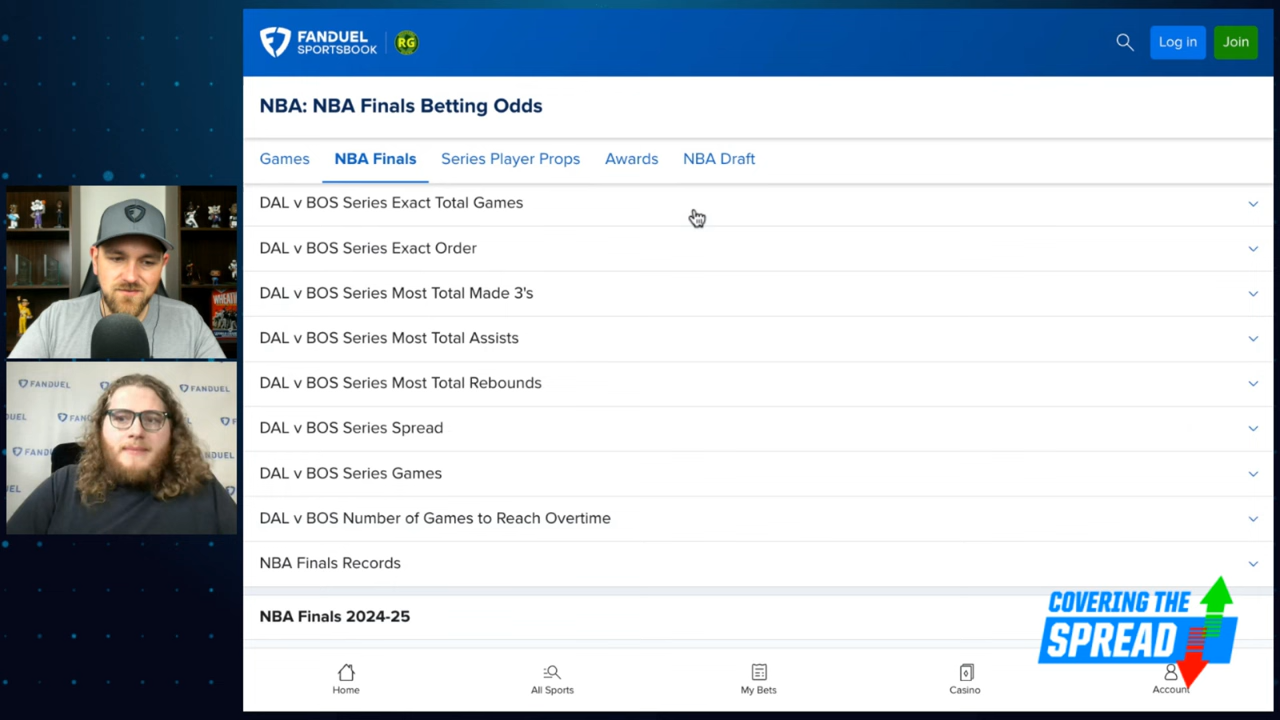 FANDUEL
SPORTSBOOK
RG
Log in
Join
NBA: NBA Finals Betting Odds
Games
NBA Finals
Series Player Props
Awards
NBA Draft
DAL v BOS Series Exact Total Games
DAL v BOS Series Exact Order
DAL v BOS Series Most Total Made 3's
DAL v BOS Series Most Total Assists
DAL v BOS Series Most Total Rebounds
DAL v BOS Series Spread
DAL v BOS Series Games
DAL v BOS Number of Games to Reach Overtime
NBA Finals Records
NBA Finals 2024-25
Home
All Sports
My Bets
Casino
Account
COVERING THE
SPREAD
FANDUEL
FANDUEL
DUEL
FAND
DUEL